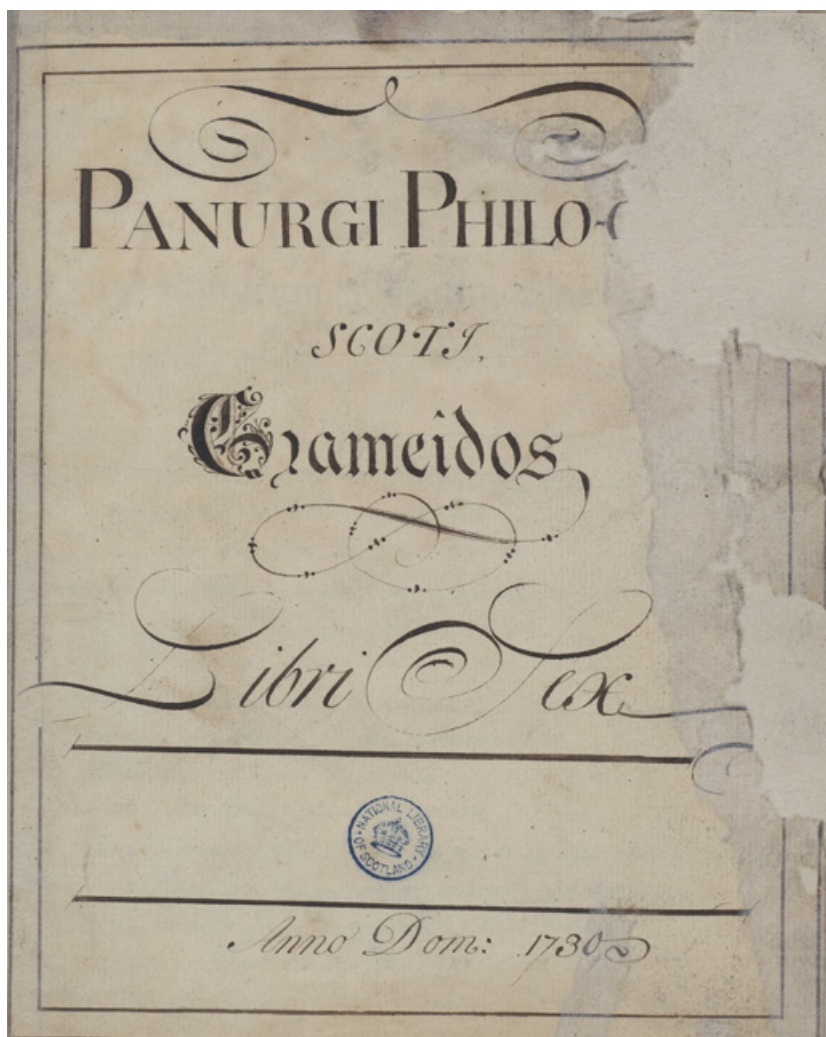 PANURGI PHILO-
SCOTI.
Grameidos
Libri Sex
NATIONAL LIBRARY OF SCOTLAND
Anno Dom: 1730